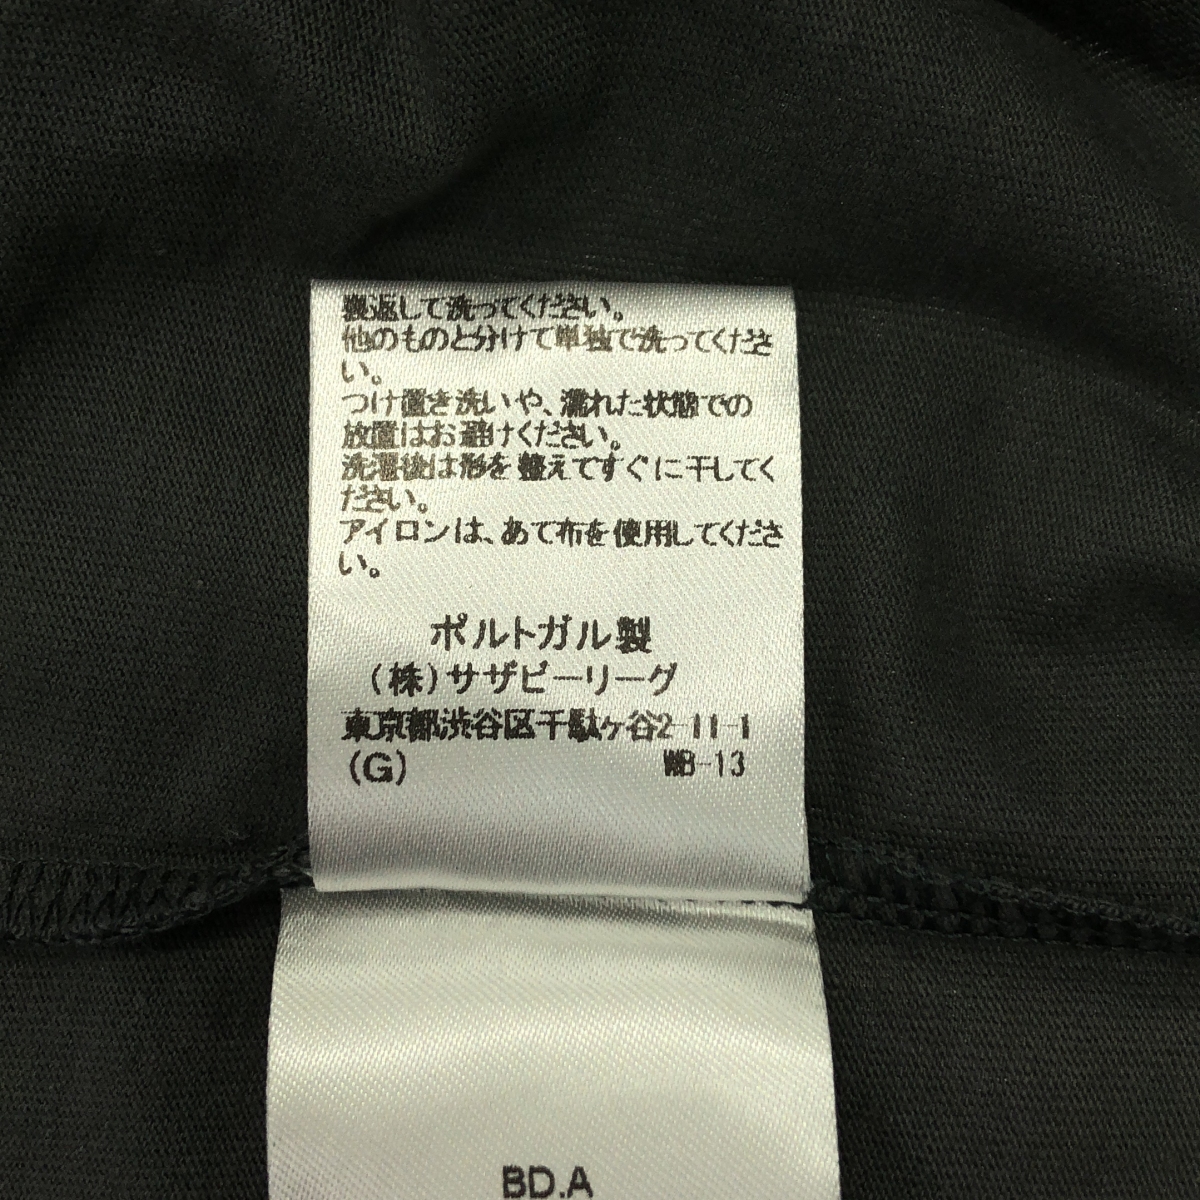 裏返して洗ってください。
他のものと分けて単独で洗ってくださ
い。
つけ置き洗いや、濡れた状態での
放置はお避けください。
洗濯後は形を整えてすぐに干してく
ださい。
アイロンは、あて布を使用してくださ
い。
ポルトガル製
(株)サザビーリーグ
東京都渋谷区千駄ヶ谷2-11-1
(G) WB-13
BD.A